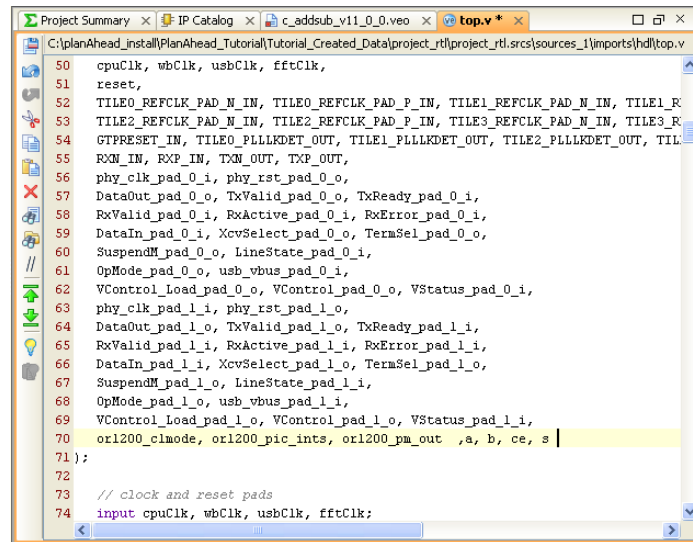 Project Summary IP Catalog c_addsub_v11_0_0.veo top.v *
C:\planAhead_install\PlanAhead_Tutorial\Tutorial_Created_Data\project_rtl\project_rtl.srcs\sources_1\imports\hdl\top.v
50 cpuClk, wbClk, usbClk, fftClk,
51 reset,
52 TILE0_REFCLK_PAD_N_IN, TILE0_REFCLK_PAD_P_IN, TILE1_REFCLK_PAD_N_IN,
53 TILE2_REFCLK_PAD_N_IN, TILE2_REFCLK_PAD_P_IN, TILE3_REFCLK_PAD_N_IN,
54 GTPRESET_IN, TILE0_PLLLKDET_OUT, TILE1_PLLLKDET_OUT, TILE2_PLLLKDET_OUT,
55 RXN_IN, RXP_IN, TXN_OUT, TXP_OUT,
56 phy_clk_pad_0_i, phy_rst_pad_0_o,
57 DataOut_pad_0_o, TxValid_pad_0_o, TxReady_pad_0_i,
58 RxValid_pad_0_i, RxActive_pad_0_i, RxError_pad_0_i,
59 DataIn_pad_0_i, XcvSelect_pad_0_o, TermSel_pad_0_o,
60 SuspendM_pad_0_o, LineState_pad_0_i,
61 OpMode_pad_0_o, usb_vbus_pad_0_i,
62 VControl_Load_pad_0_o, VControl_pad_0_o, VStatus_pad_0_i,
63 phy_clk_pad_1_i, phy_rst_pad_1_o,
64 DataOut_pad_1_o, TxValid_pad_1_o, TxReady_pad_1_i,
65 RxValid_pad_1_i, RxActive_pad_1_i, RxError_pad_1_i,
66 DataIn_pad_1_i, XcvSelect_pad_1_o, TermSel_pad_1_o,
67 SuspendM_pad_1_o, LineState_pad_1_i,
68 OpMode_pad_1_o, usb_vbus_pad_1_i,
69 VControl_Load_pad_1_o, VControl_pad_1_o, VStatus_pad_1_i,
70 or1200_clmode, or1200_pic_ints, or1200_pm_out ,a, b, ce, s
71 );
72
73 // clock and reset pads
74 input cpuClk, wbClk, usbClk, fftClk;